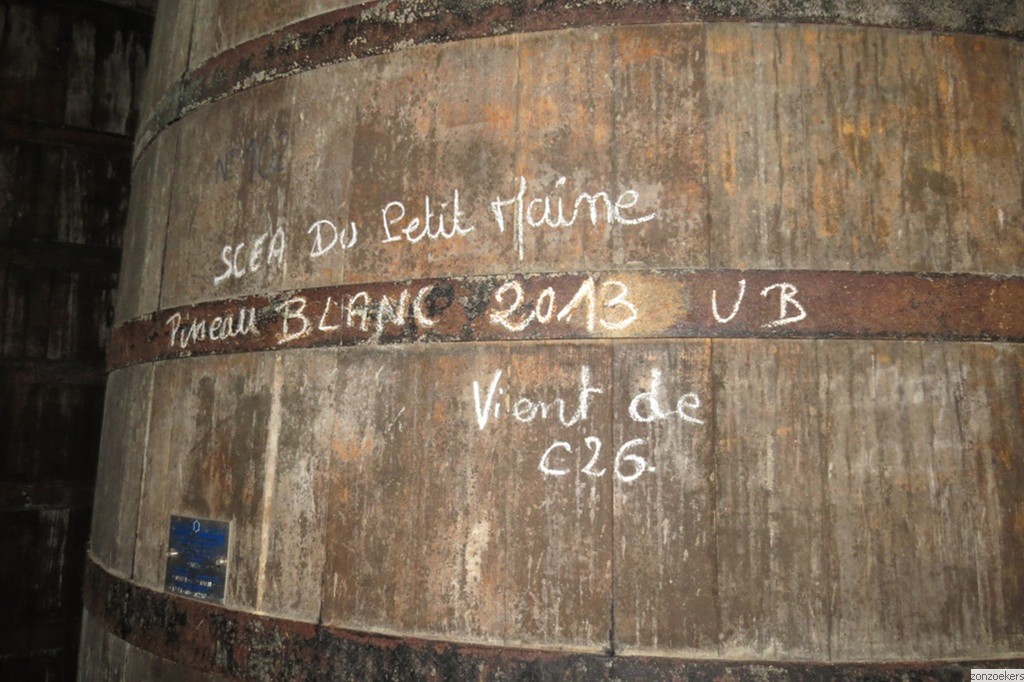 SCEA Du Petit Maine
Pineau BLANC 2013 UB
Vient de
C26.
zonzoekers